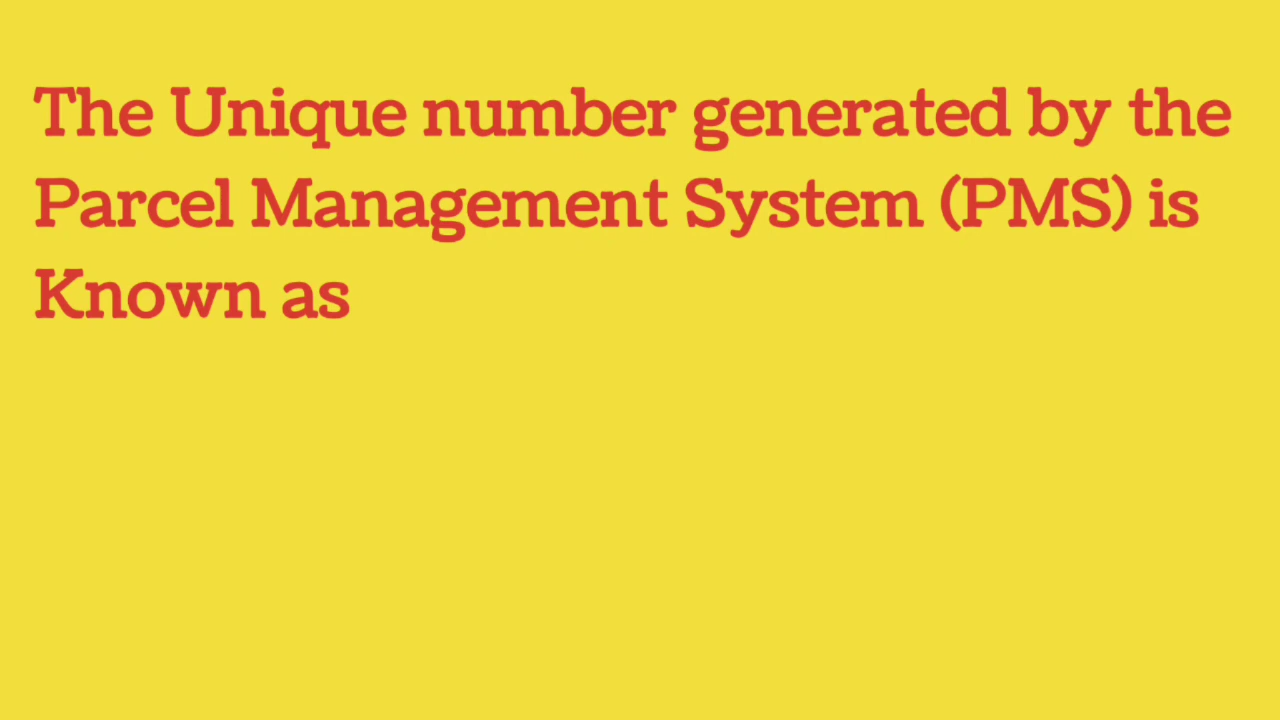 The Unique number generated by the
Parcel Management System (PMS) is
Known as